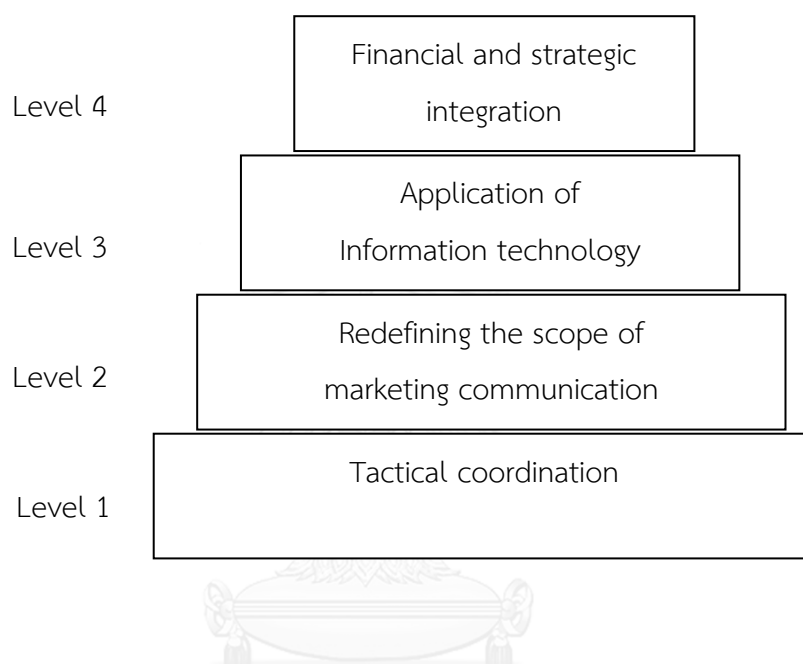 Level 4
Financial and strategic
integration
Level 3
Application of
Information technology
Level 2
Redefining the scope of
marketing communication
Level 1
Tactical coordination